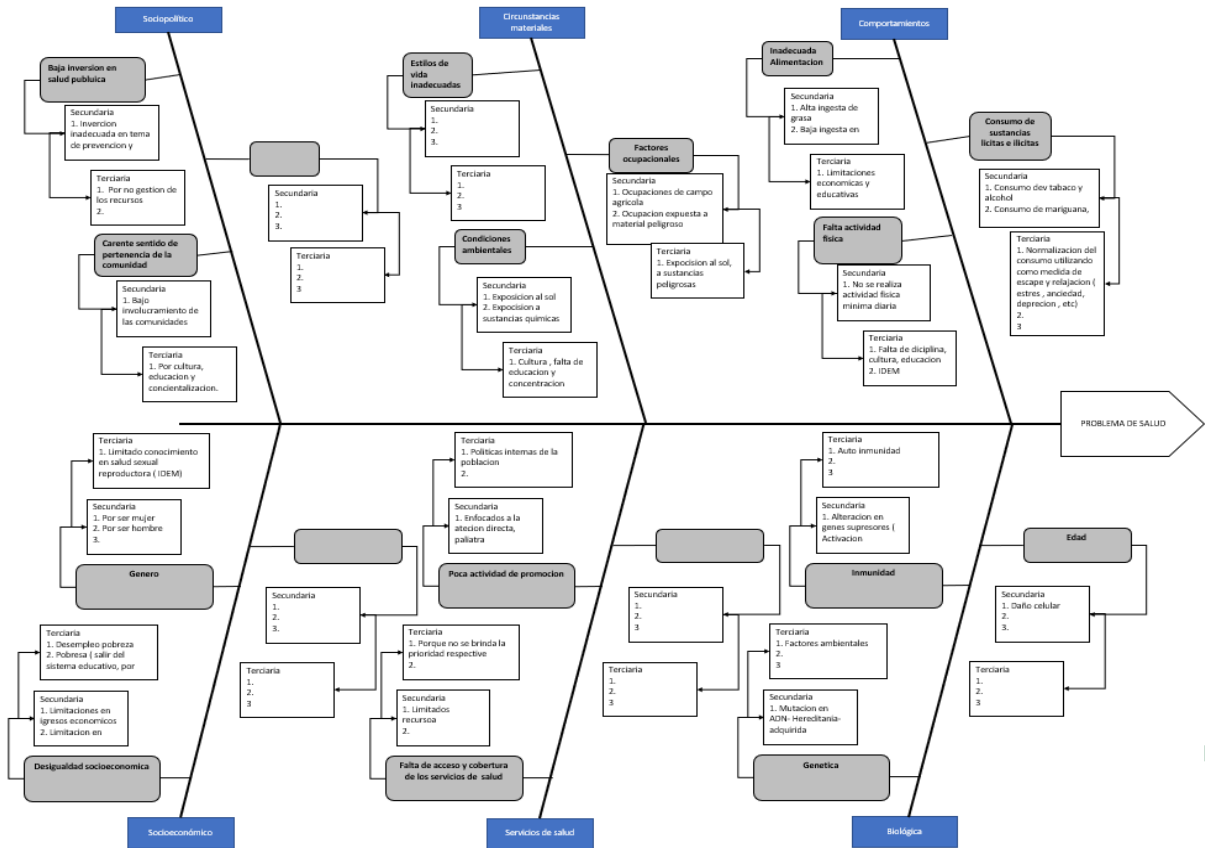 Sociopolítico
Circunstancias
materiales
Comportamientos
Baja inversion en
salud publuica
Secundaria
1. Invercion
inadecuada en tema
de prevencion y
Terciaria
1. Por no gestion de
los recursos
2.
Carente sentido de
pertenencia de la
comunidad
Secundaria
1. Bajo
involucramiento de
las comunidades
Terciaria
1. Por cultura,
educacion y
concientalizacion.
Secundaria
1.
2.
3.
Terciaria
1.
2.
3
Estilos de
vida
inadecuadas
Secundaria
1.
2.
3.
Terciaria
1.
2.
3
Condiciones
ambientales
Secundaria
1. Exposicion al sol
2. Expocision a
sustancias quimicas
Terciaria
1. Cultura , falta de
educacion y
concentracion
Factores
ocupacionales
Secundaria
1. Ocupaciones de campo
agricola
2. Ocupacion expuesta a
material peligroso
Terciaria
1. Expocision al sol,
a sustancias
peligrosas
Inadecuada
Alimentacion
Secundaria
1. Alta ingesta de
grasa
2. Baja ingesta en
Terciaria
1. Limitaciones
economicas y
educativas
Falta actividad
fisica
Secundaria
1. No se realiza
actividad fisica
minima diaria
Terciaria
1. Falta de diciplina,
cultura, educacion
2. IDEM
Consumo de
sustancias
licitas e ilicitas
Secundaria
1. Consumo dev tabaco y
alcohol
2. Consumo de mariguana,
Terciaria
1. Normalizacion del
consumo utilizando
como medida de
escape y relajacion (
estres , anciedad,
deprecion , etc)
2.
3
PROBLEMA DE SALUD
Terciaria
1. Limitado conocimiento
en salud sexual
reproductora ( IDEM)
Secundaria
1. Por ser mujer
2. Por ser hombre
3.
Genero
Terciaria
1. Desempleo pobreza
2. Pobresa ( salir del
sistema educativo, por
Secundaria
1. Limitaciones en
igresos economicos
2. Limitacion en
Desigualdad socioeconomica
Secundaria
1.
2.
3.
Terciaria
1.
2.
3
Terciaria
1. Politicas internas de la
poblacion
2.
Secundaria
1. Enfocados a la
atecion directa,
paliatra
Poca actividad de promocion
Terciaria
1. Porque no se brinda la
prioridad respective
2.
Secundaria
1. Limitados
recursoa
2.
Falta de acceso y cobertura
de los servicios de salud
Secundaria
1.
2.
3
Terciaria
1.
2.
3
Terciaria
1. Auto inmunidad
2.
3
Secundaria
1. Alteracion en
genes supresores (
Activacion
Inmunidad
Terciaria
1. Factores ambientales
2.
3
Secundaria
1. Mutacion en
ADN- Hereditania-
adquirida
Genetica
Edad
Secundaria
1. Daño celular
2.
3.
Terciaria
1.
2.
3
Socioeconómico
Servicios de salud
Biológica